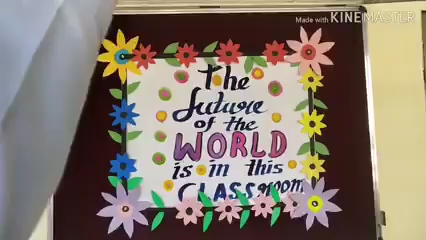 Made with KINEMASTER
The
future
of the
WORLD
is in this
CLASSROOM